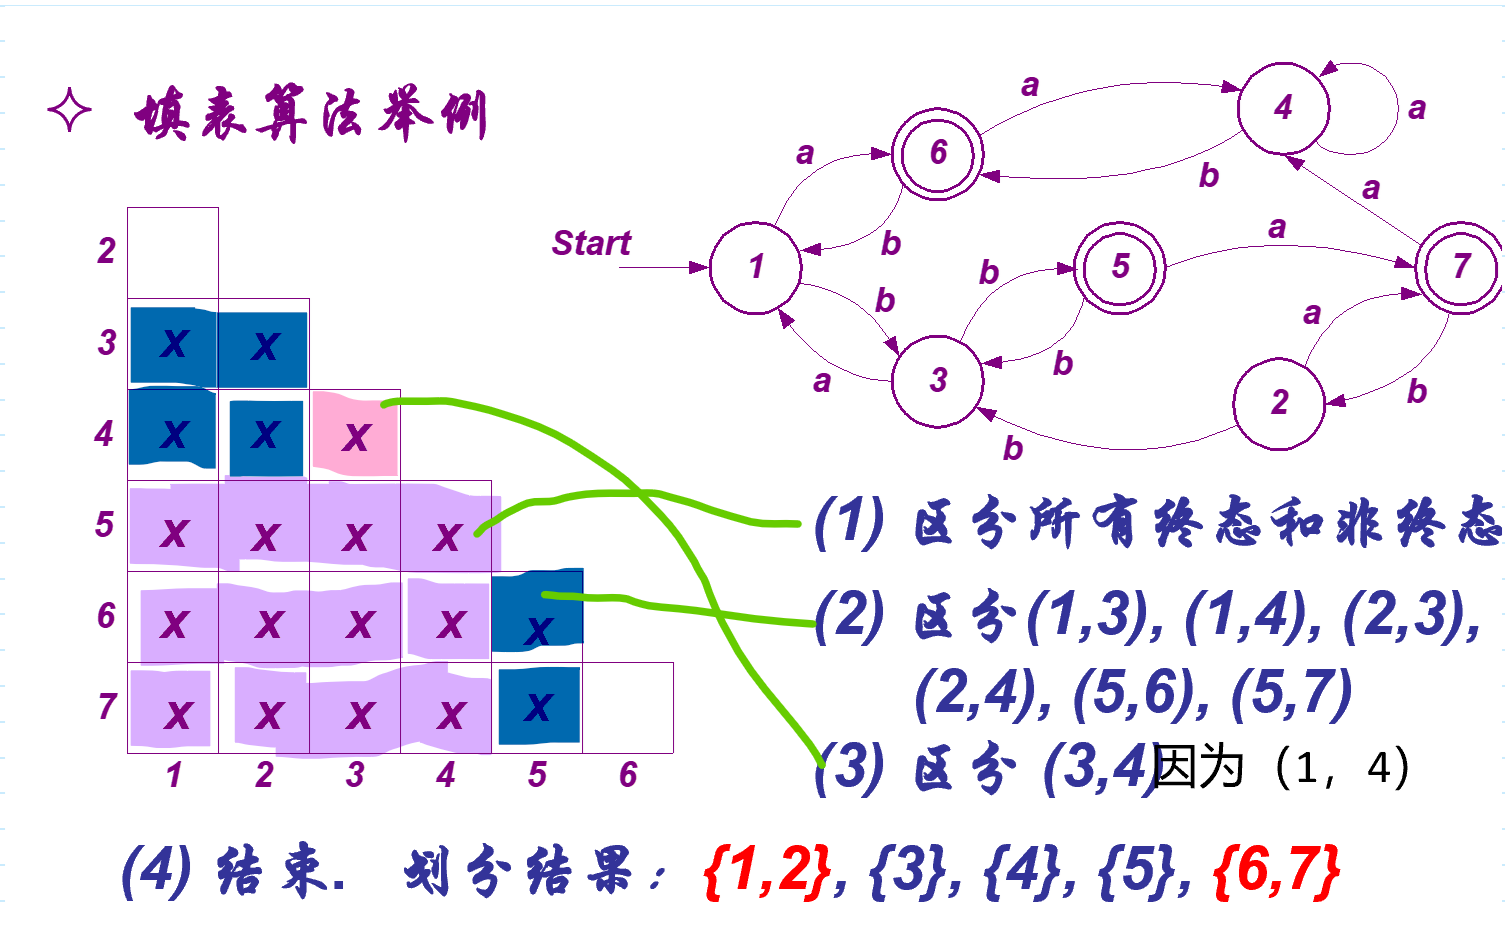 填表算法举例
a
4
a
6
a
b
b
a
Start
1
b
b
5
a
7
a
a
3
b
2
b
b
2
3 x x
4 x x x
5 x x x x
6 x x x x x
7 x x x x x
1 2 3 4 5 6
(1) 区分所有终态和非终态
(2) 区分(1,3), (1,4), (2,3),
(2,4), (5,6), (5,7)
(3) 区分 (3,4)因为（1，4）
(4) 结束. 划分结果：{1,2}, {3}, {4}, {5}, {6,7}